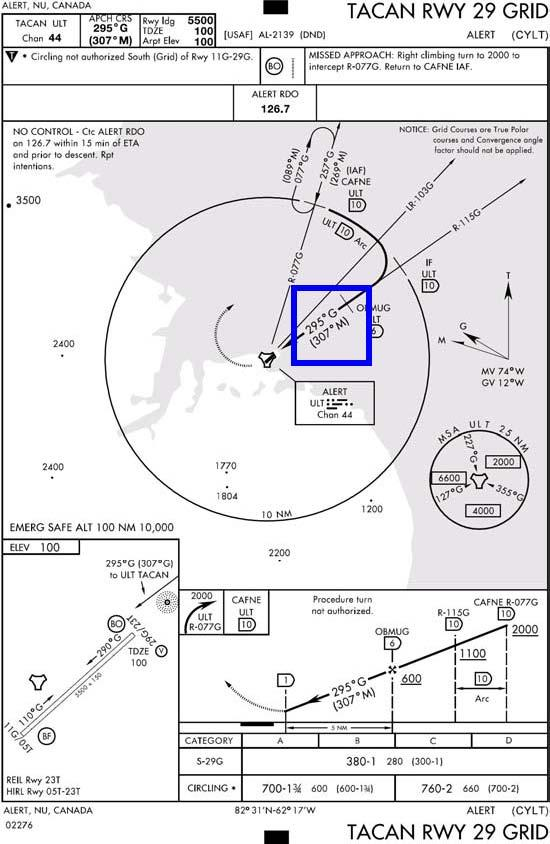 ALERT, NU, CANADA
TACAN RWY 29 GRID
TACAN ULT
Chan 44
APCH CRS
295°G
(307°M)
Rwy ldg 5500
TDZE 100
Arpt Elev 100
[USAF] AL-2139 (DND)
ALERT (CYLT)
T * Circling not authorized South (Grid) of Rwy 11G-29G.
BO
MISSED APPROACH: Right climbing turn to 2000 to
intercept R-077G. Return to CAFNE IAF.
ALERT RDO
126.7
NO CONTROL - Ctc ALERT RDO
on 126.7 within 15 min of ETA
and prior to descent. Rpt
intentions.
NOTICE: Grid Courses are True Polar
courses and Convergence angle
factor should not be applied.
(089°M)
077°G
257°G
(269°M)
(IAF)
CAFNE
ULT
10
3500
LR-103G
R-115G
ULT 10 Arc
R-077G
IF
ULT
10
OBMUG
LT
6
295°G
(307°M)
2400
T
G
M
MV 74°W
GV 12°W
ALERT
ULT
Chan 44
MSA ULT 25 NM
227°G
2000
6600
127°G
355°G
4000
2400
1770
1804
1200
10 NM
EMERG SAFE ALT 100 NM 10,000
2200
ELEV 100
295°G (307°G)
to ULT TACAN
BO
29G/23T
290°G
TDZE
100
V
5500 x 150
110°G
11G/05T
BF
REIL Rwy 23T
HIRL Rwy 05T-23T
2000
ULT
R-077G
CAFNE
ULT
10
Procedure turn
not authorized.
CAFNE R-077G
10
2000
R-115G
10
1100
OBMUG
6
600
1
295°G
(307°M)
10
Arc
5 NM
CATEGORY A B C D
S-29G 380-1 280 (300-1)
CIRCLING * 700-1¾ 600 (600-1¾) 760-2 660 (700-2)
ALERT, NU, CANADA
82°31'N-62°17'W
ALERT (CYLT)
02276
TACAN RWY 29 GRID